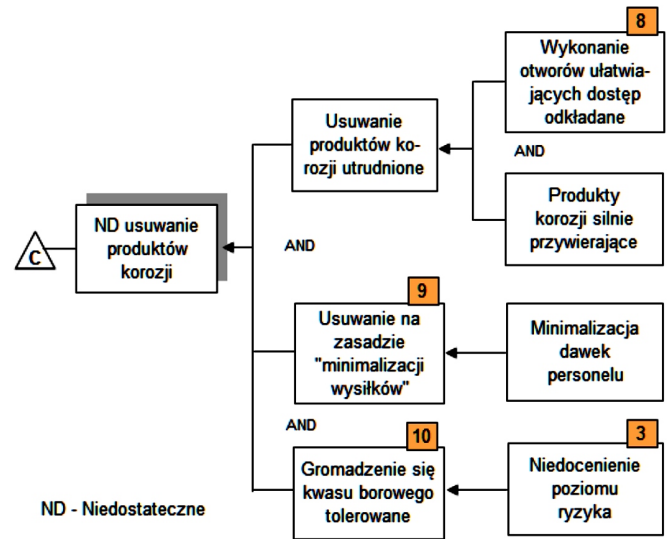 8
Wykonanie
otworów ułatwia-
jących dostęp
odkładane
AND
Produkty
korozji silnie
przywierające
Usuwanie
produktów ko-
rozji utrudnione
C
ND usuwanie
produktów
korozji
AND
9
Usuwanie na
zasadzie
"minimalizacji
wysiłków"
Minimalizacja
dawek
personelu
AND
10
Gromadzenie się
kwasu borowego
tolerowane
3
Niedocenienie
poziomu
ryzyka
ND - Niedostateczne